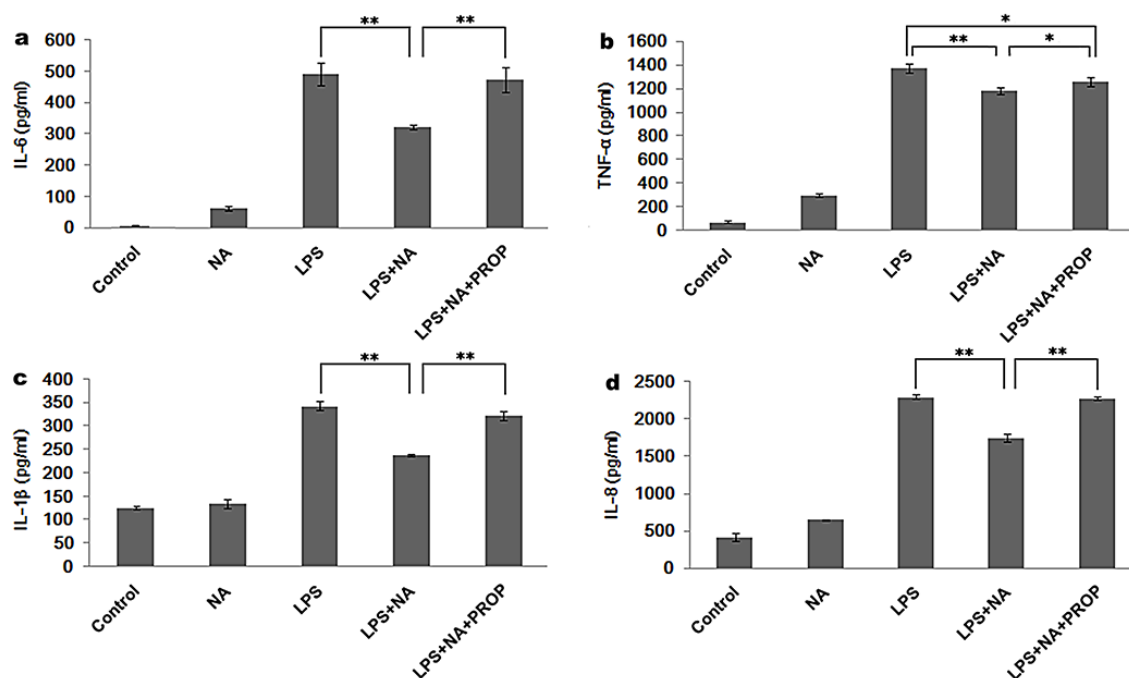 a
**
**
IL-6 (pg/ml)
600
500
400
300
200
100
0
Control
NA
LPS
LPS+NA
LPS+NA+PROP
b
*
**
*
TNF-α (pg/ml)
1600
1400
1200
1000
800
600
400
200
0
Control
NA
LPS
LPS+NA
LPS+NA+PROP
c
**
**
IL-1β (pg/ml)
400
350
300
250
200
150
100
50
0
Control
NA
LPS
LPS+NA
LPS+NA+PROP
d
**
**
IL-8 (pg/ml)
2500
2000
1500
1000
500
0
Control
NA
LPS
LPS+NA
LPS+NA+PROP